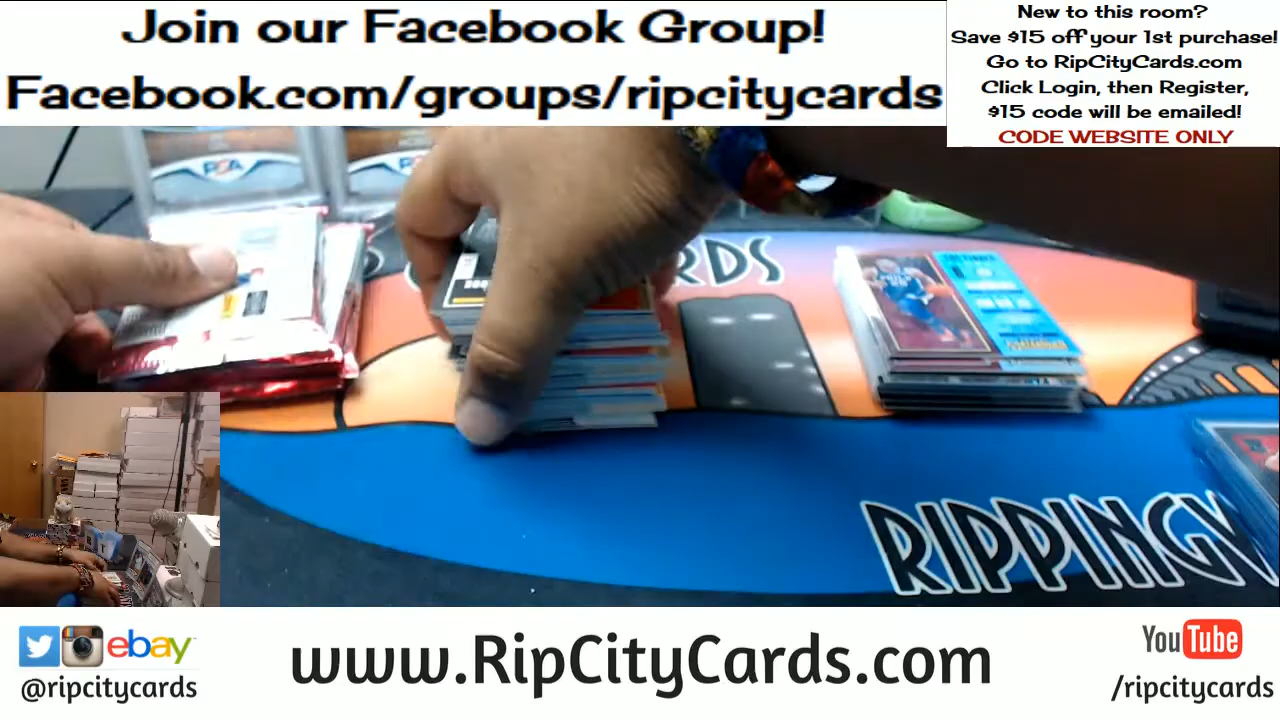 Join our Facebook Group!
Facebook.com/groups/ripcitycards
New to this room?
Save $15 off your 1st purchase!
Go to RipCityCards.com
Click Login, then Register,
$15 code will be emailed!
CODE WEBSITE ONLY
RDS
RIPPINGW
ebay
@ripcitycards
www.RipCityCards.com
YouTube
/ripcitycards